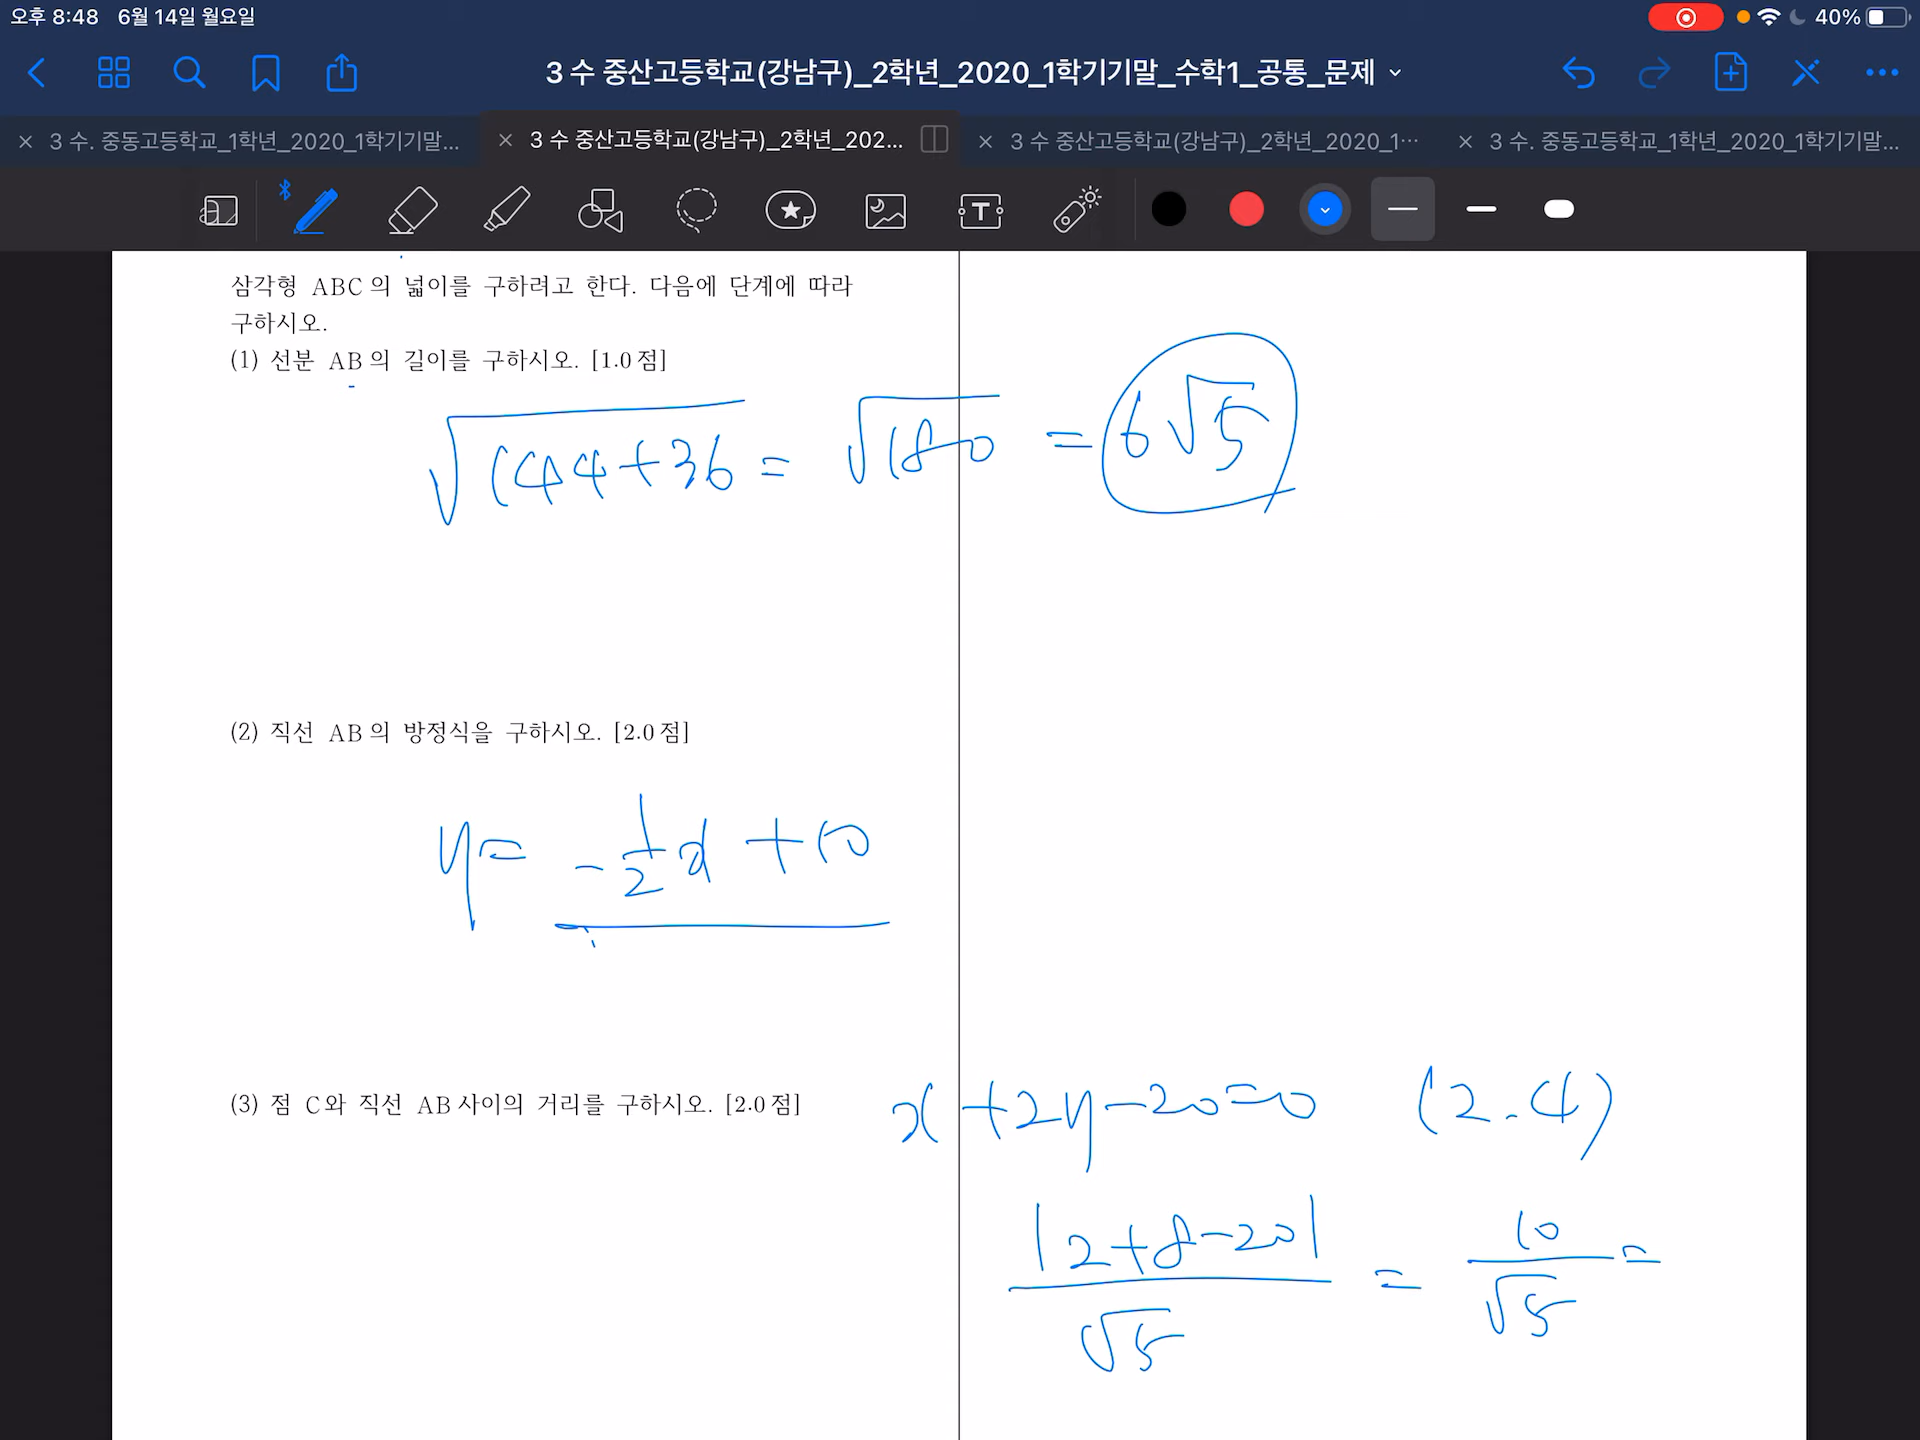 오후 8:48 6월 14일 월요일 40%
3 수 중산고등학교(강남구)_2학년_2020_1학기기말_수학1_공통_문제
× 3 수. 중동고등학교_1학년_2020_1학기기말... × 3 수 중산고등학교(강남구)_2학년_202... × 3 수 중산고등학교(강남구)_2학년_2020_1… × 3 수. 중동고등학교_1학년_2020_1학기기말...
T
삼각형 ABC의 넓이를 구하려고 한다. 다음에 단계에 따라
구하시오.
(1) 선분 AB의 길이를 구하시오. [1.0점]
√(144+36) = √180 = 6√5
(2) 직선 AB의 방정식을 구하시오. [2.0점]
y = -1/2 x + 10
(3) 점 C와 직선 AB사이의 거리를 구하시오. [2.0점]
x+2y-20=0 (2.4)
|2+8-20| / √5 = 10/√5 =